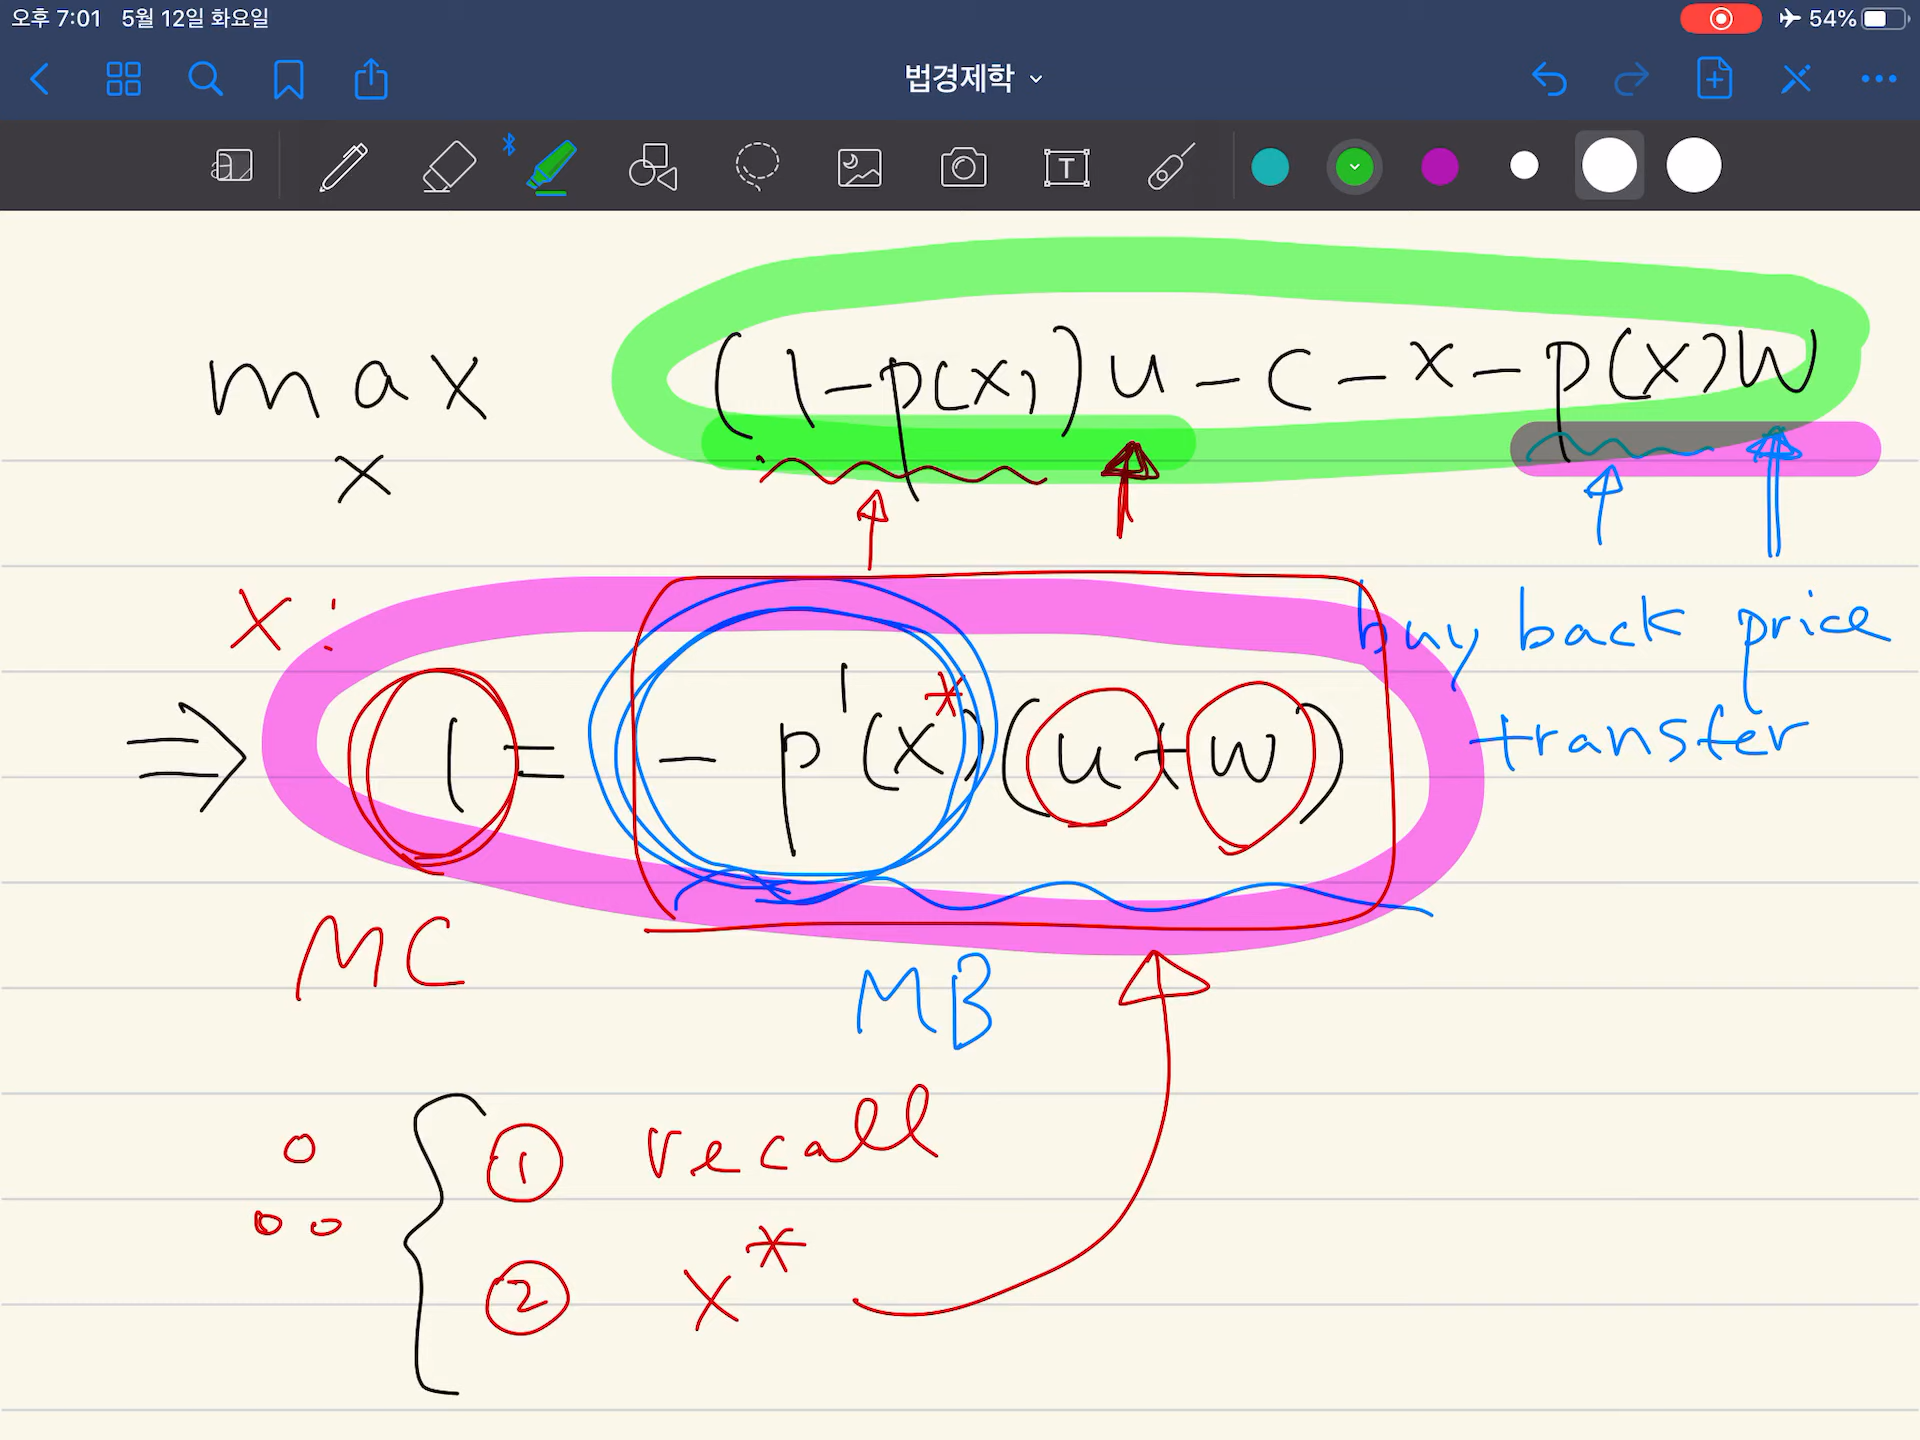 오후 7:01 5월 12일 화요일 54%
법경제학
max (1-p(x))u-c-x-p(x)w
x
x: buy back price
⇒ 1 = -p'(x*)(u+w) transfer
MC MB
① recall
② x*